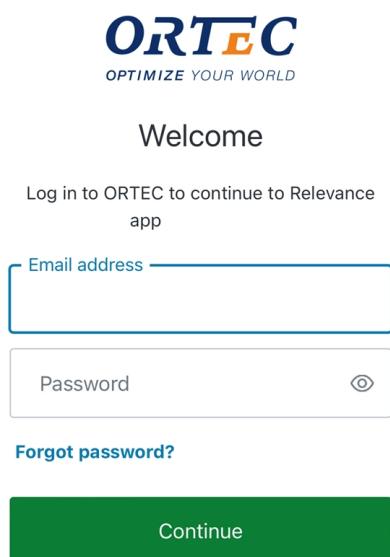 ORTEC
OPTIMIZE YOUR WORLD
Welcome
Log in to ORTEC to continue to Relevance
app
Email address
Password
Forgot password?
Continue